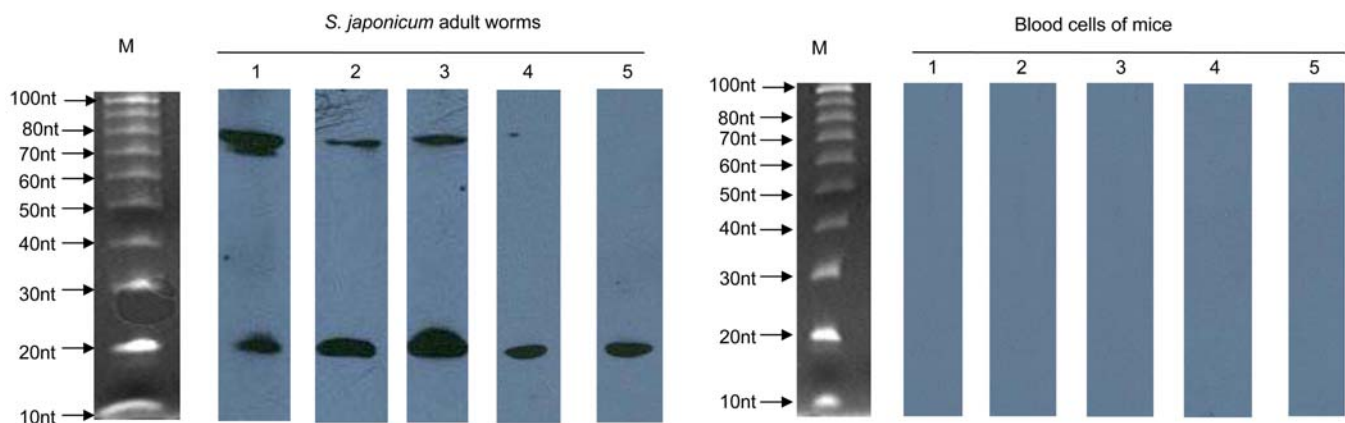 S. japonicum adult worms
M
1 2 3 4 5
100nt
80nt
70nt
60nt
50nt
40nt
30nt
20nt
10nt
Blood cells of mice
M
1 2 3 4 5
100nt
80nt
70nt
60nt
50nt
40nt
30nt
20nt
10nt